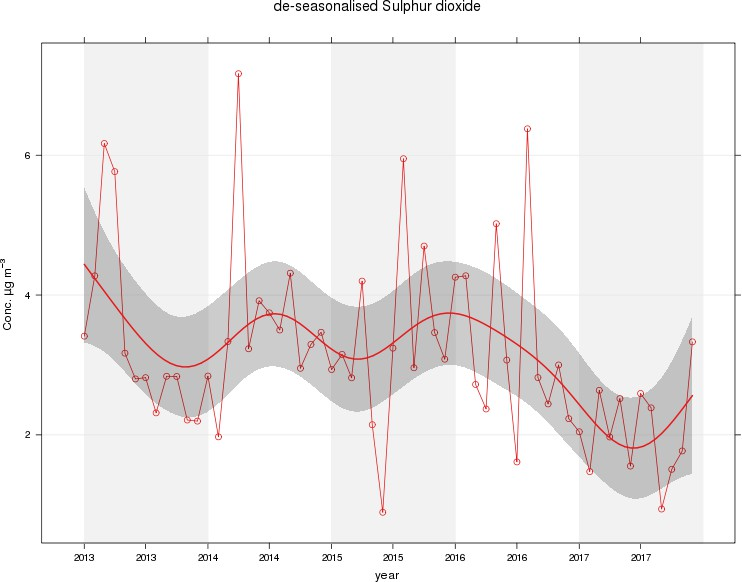 de-seasonalised Sulphur dioxide
Conc. µg m⁻³
6
4
2
2013 2013 2014 2014 2015 2015 2016 2016 2017 2017
year